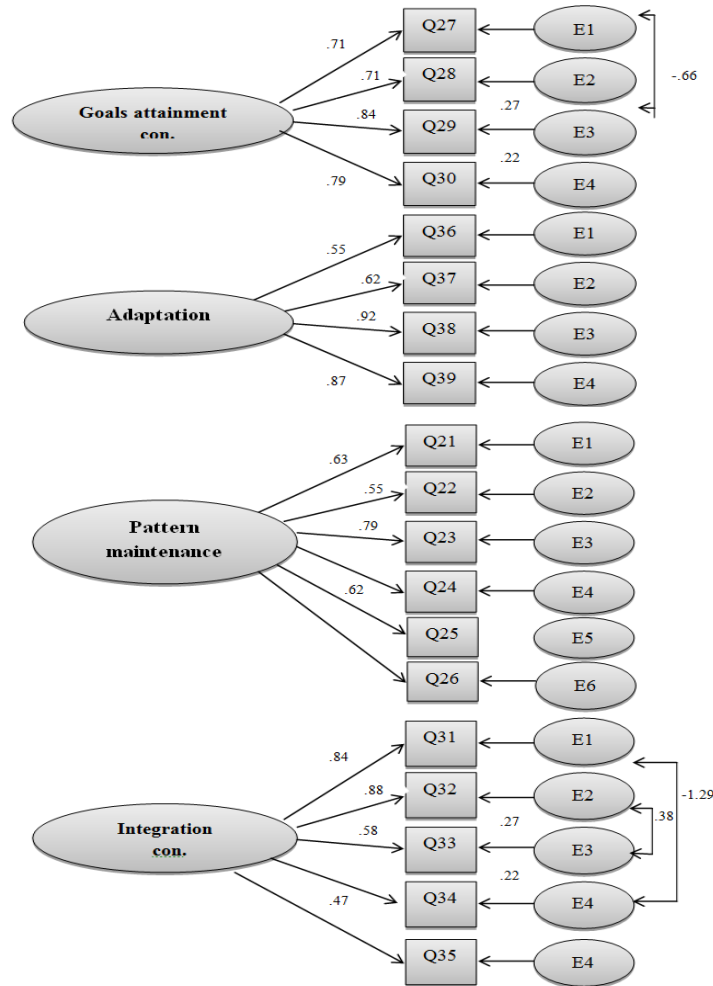 Q27
E1
.71
Q28
E2
-.66
.71
Goals attainment
con.
.84
Q29
.27
E3
.79
Q30
.22
E4
Q36
E1
.55
Q37
E2
.62
Adaptation
.92
Q38
E3
.87
Q39
E4
Q21
E1
.63
Q22
E2
.55
Pattern
maintenance
.79
Q23
E3
Q24
E4
.62
Q25
E5
Q26
E6
Q31
E1
.84
Q32
E2
-1.29
.88
.38
Integration
con.
.58
Q33
.27
E3
Q34
.22
E4
.47
Q35
E4